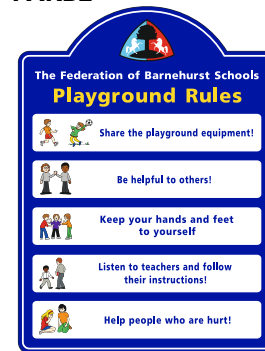 The Federation of Barnehurst Schools
Playground Rules
Share the playground equipment!
Be helpful to others!
Keep your hands and feet
to yourself
Listen to teachers and follow
their instructions!
Help people who are hurt!